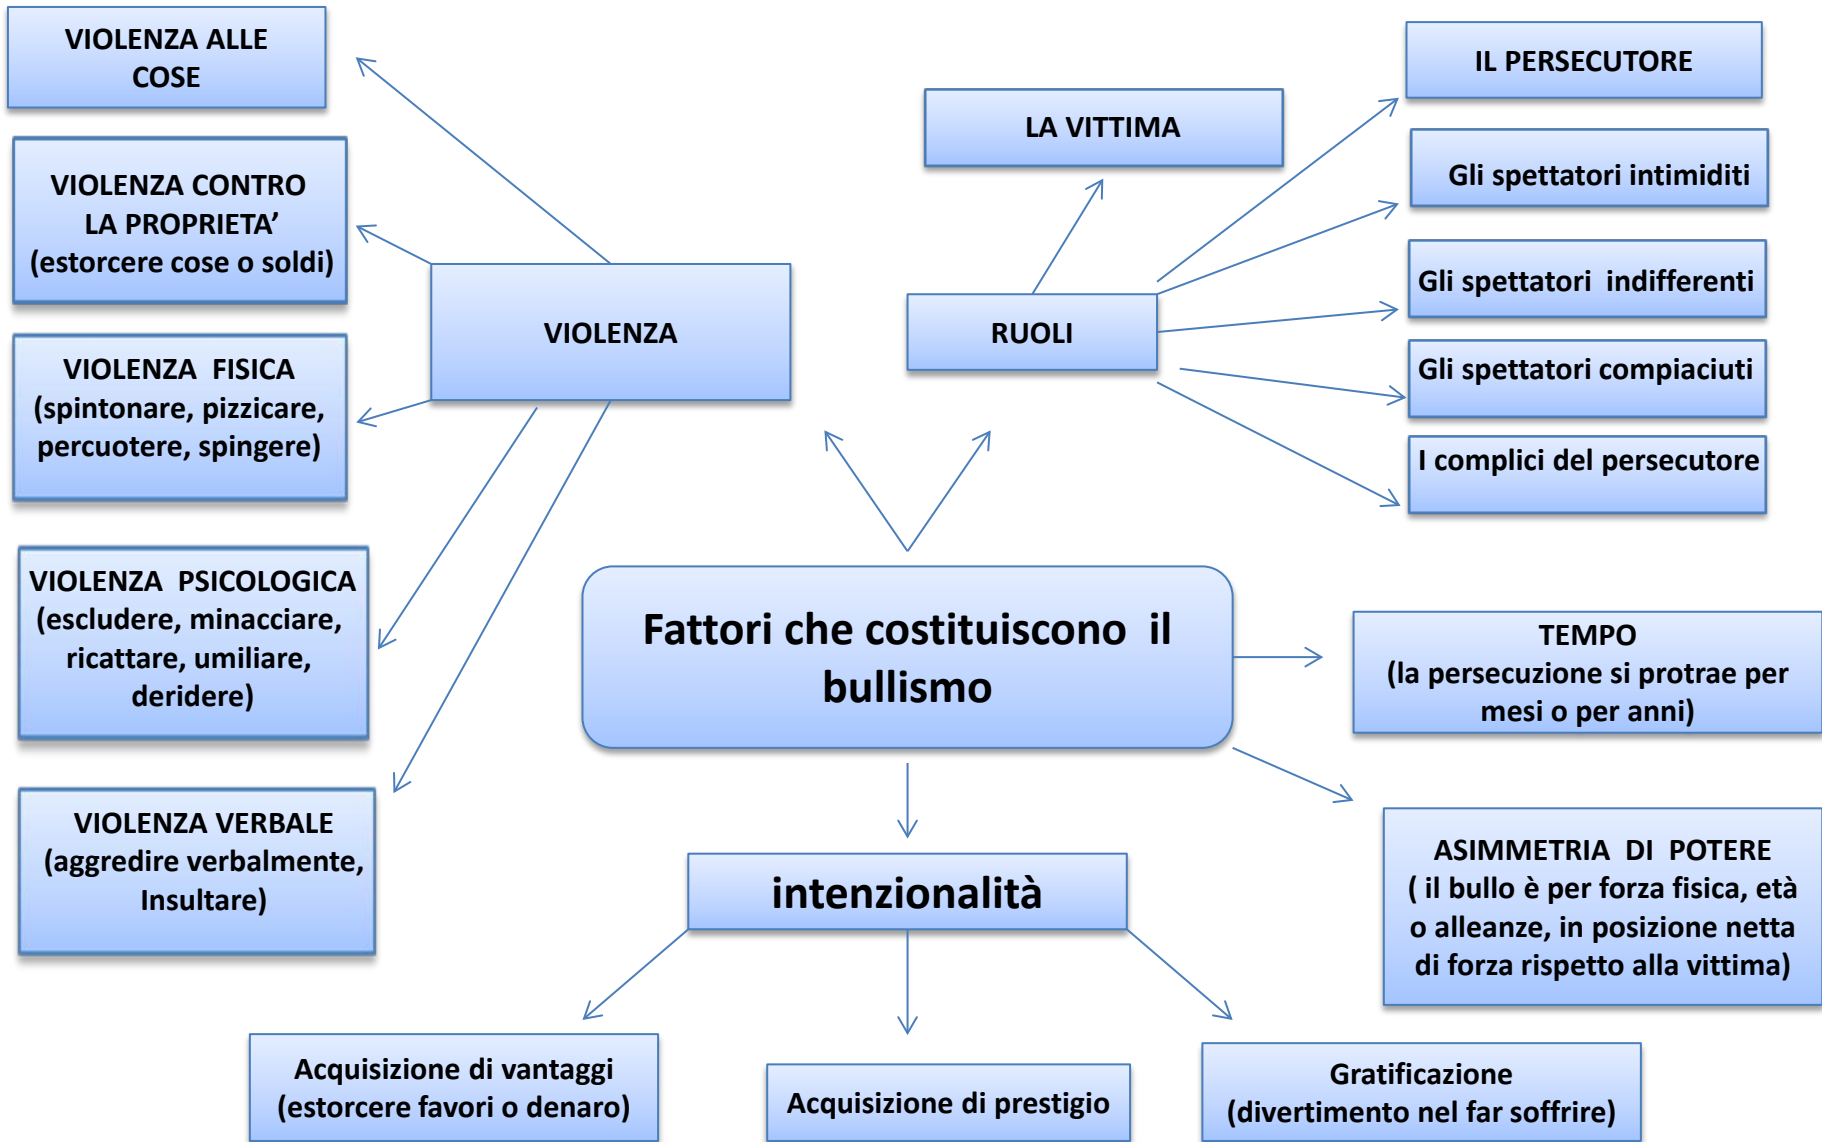 VIOLENZA ALLE
COSE
VIOLENZA CONTRO
LA PROPRIETA’
(estorcere cose o soldi)
VIOLENZA FISICA
(spintonare, pizzicare,
percuotere, spingere)
VIOLENZA PSICOLOGICA
(escludere, minacciare,
ricattare, umiliare,
deridere)
VIOLENZA VERBALE
(aggredire verbalmente,
Insultare)
VIOLENZA
LA VITTIMA
RUOLI
IL PERSECUTORE
Gli spettatori intimiditi
Gli spettatori indifferenti
Gli spettatori compiaciuti
I complici del persecutore
Fattori che costituiscono il
bullismo
TEMPO
(la persecuzione si protrae per
mesi o per anni)
ASIMMETRIA DI POTERE
( il bullo è per forza fisica, età
o alleanze, in posizione netta
di forza rispetto alla vittima)
intenzionalità
Acquisizione di vantaggi
(estorcere favori o denaro)
Acquisizione di prestigio
Gratificazione
(divertimento nel far soffrire)